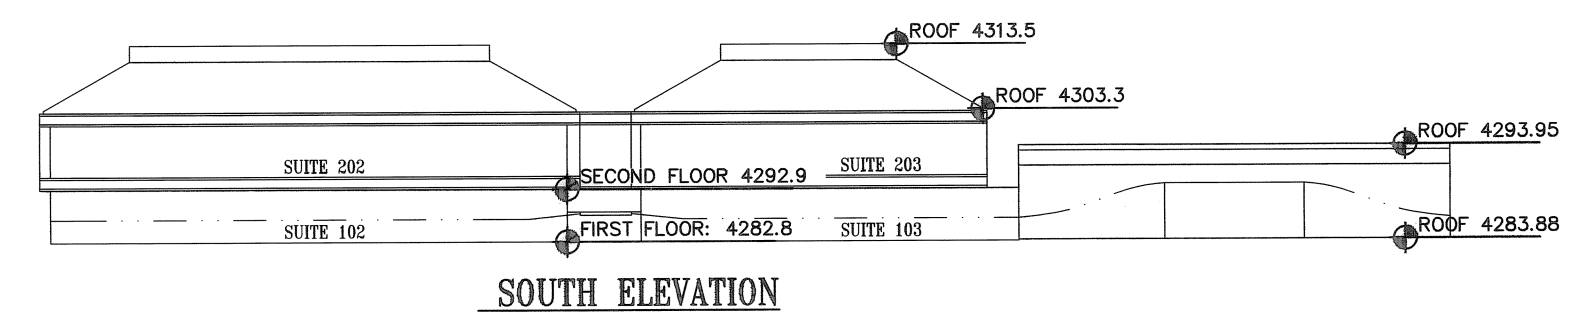 ROOF 4313.5
ROOF 4303.3
ROOF 4293.95
SUITE 202
SUITE 203
SECOND FLOOR 4292.9
SUITE 102
FIRST FLOOR: 4282.8
SUITE 103
ROOF 4283.88
SOUTH ELEVATION